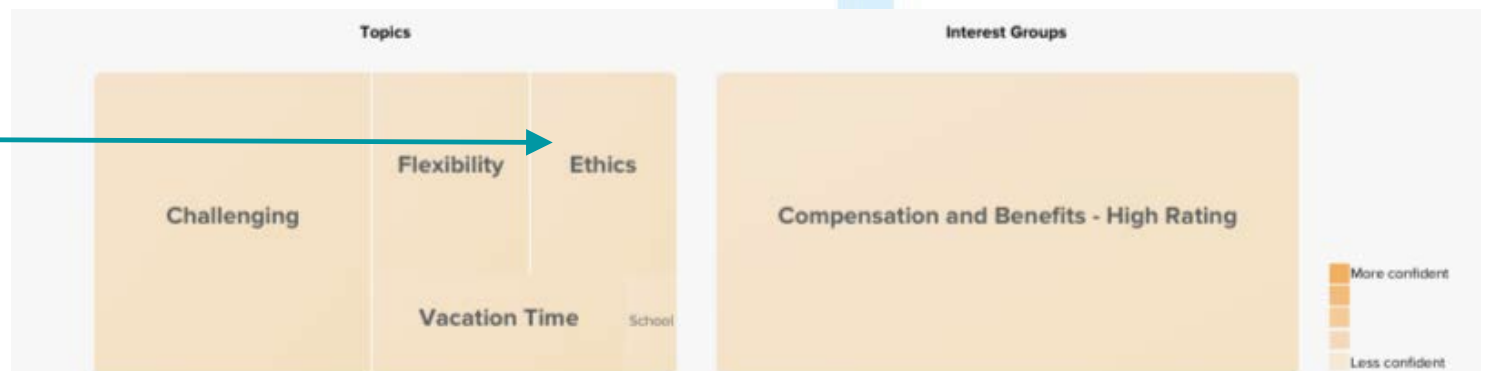 Topics
Interest Groups
Flexibility
Ethics
Challenging
Compensation and Benefits - High Rating
Vacation Time
School
More confident
Less confident